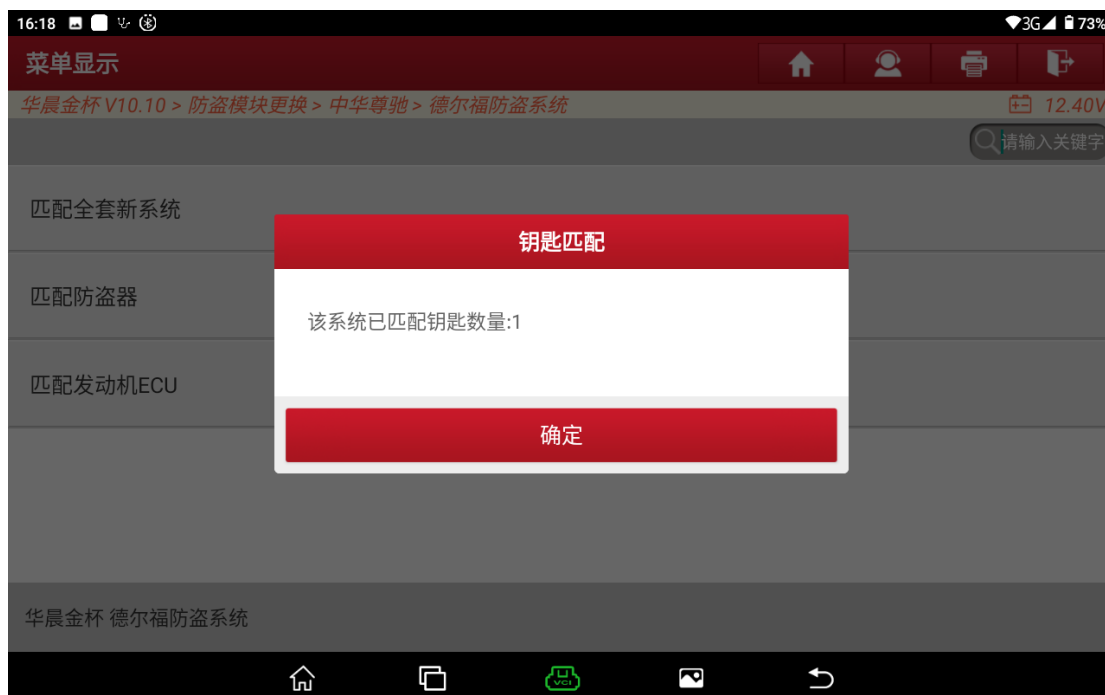 16:18
3G 73%
菜单显示
华晨金杯 V10.10 > 防盗模块更换 > 中华尊驰 > 德尔福防盗系统
12.40V
请输入关键字
匹配全套新系统
钥匙匹配
匹配防盗器
该系统已匹配钥匙数量:1
匹配发动机ECU
确定
华晨金杯 德尔福防盗系统
VCI